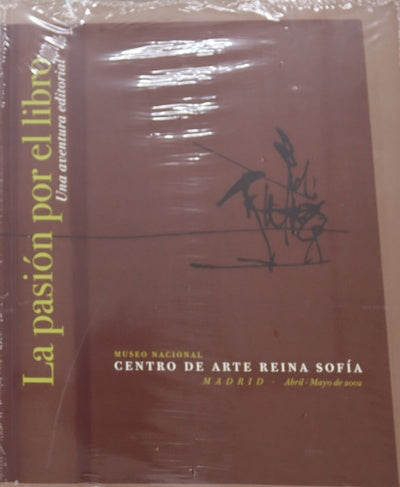 La pasión por el libro
Una aventura editorial
MUSEO NACIONAL
CENTRO DE ARTE REINA SOFÍA
MADRID · Abril - Mayo de 2002